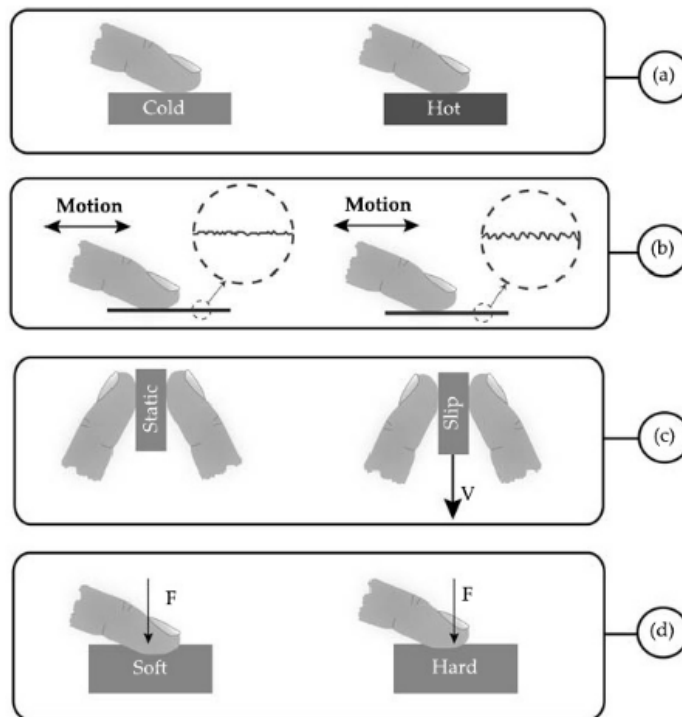 Cold
Hot
(a)
Motion
Motion
(b)
Static
Slip
V
(c)
F
F
Soft
Hard
(d)